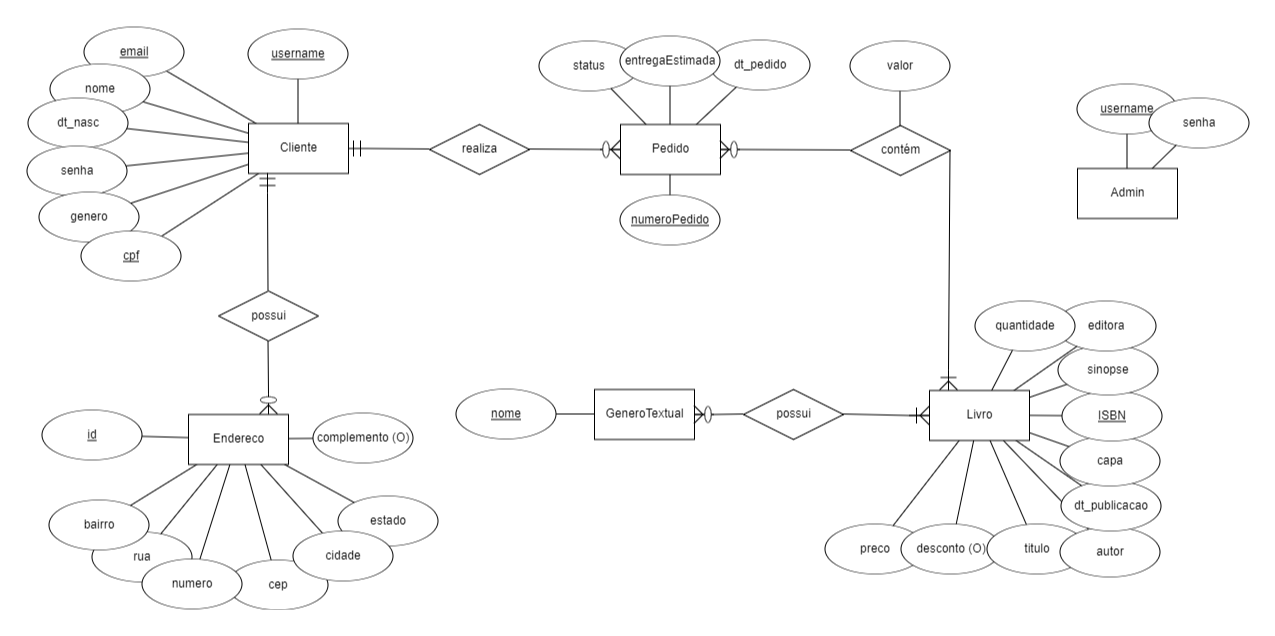 email
username
nome
dt_nasc
senha
genero
cpf
Cliente
realiza
status
entregaEstimada
dt_pedido
Pedido
numeroPedido
valor
contém
username
senha
Admin
possui
id
Endereco
complemento (O)
bairro
rua
numero
cep
cidade
estado
nome
GeneroTextual
possui
Livro
quantidade
editora
sinopse
ISBN
capa
dt_publicacao
autor
preco
desconto (O)
titulo